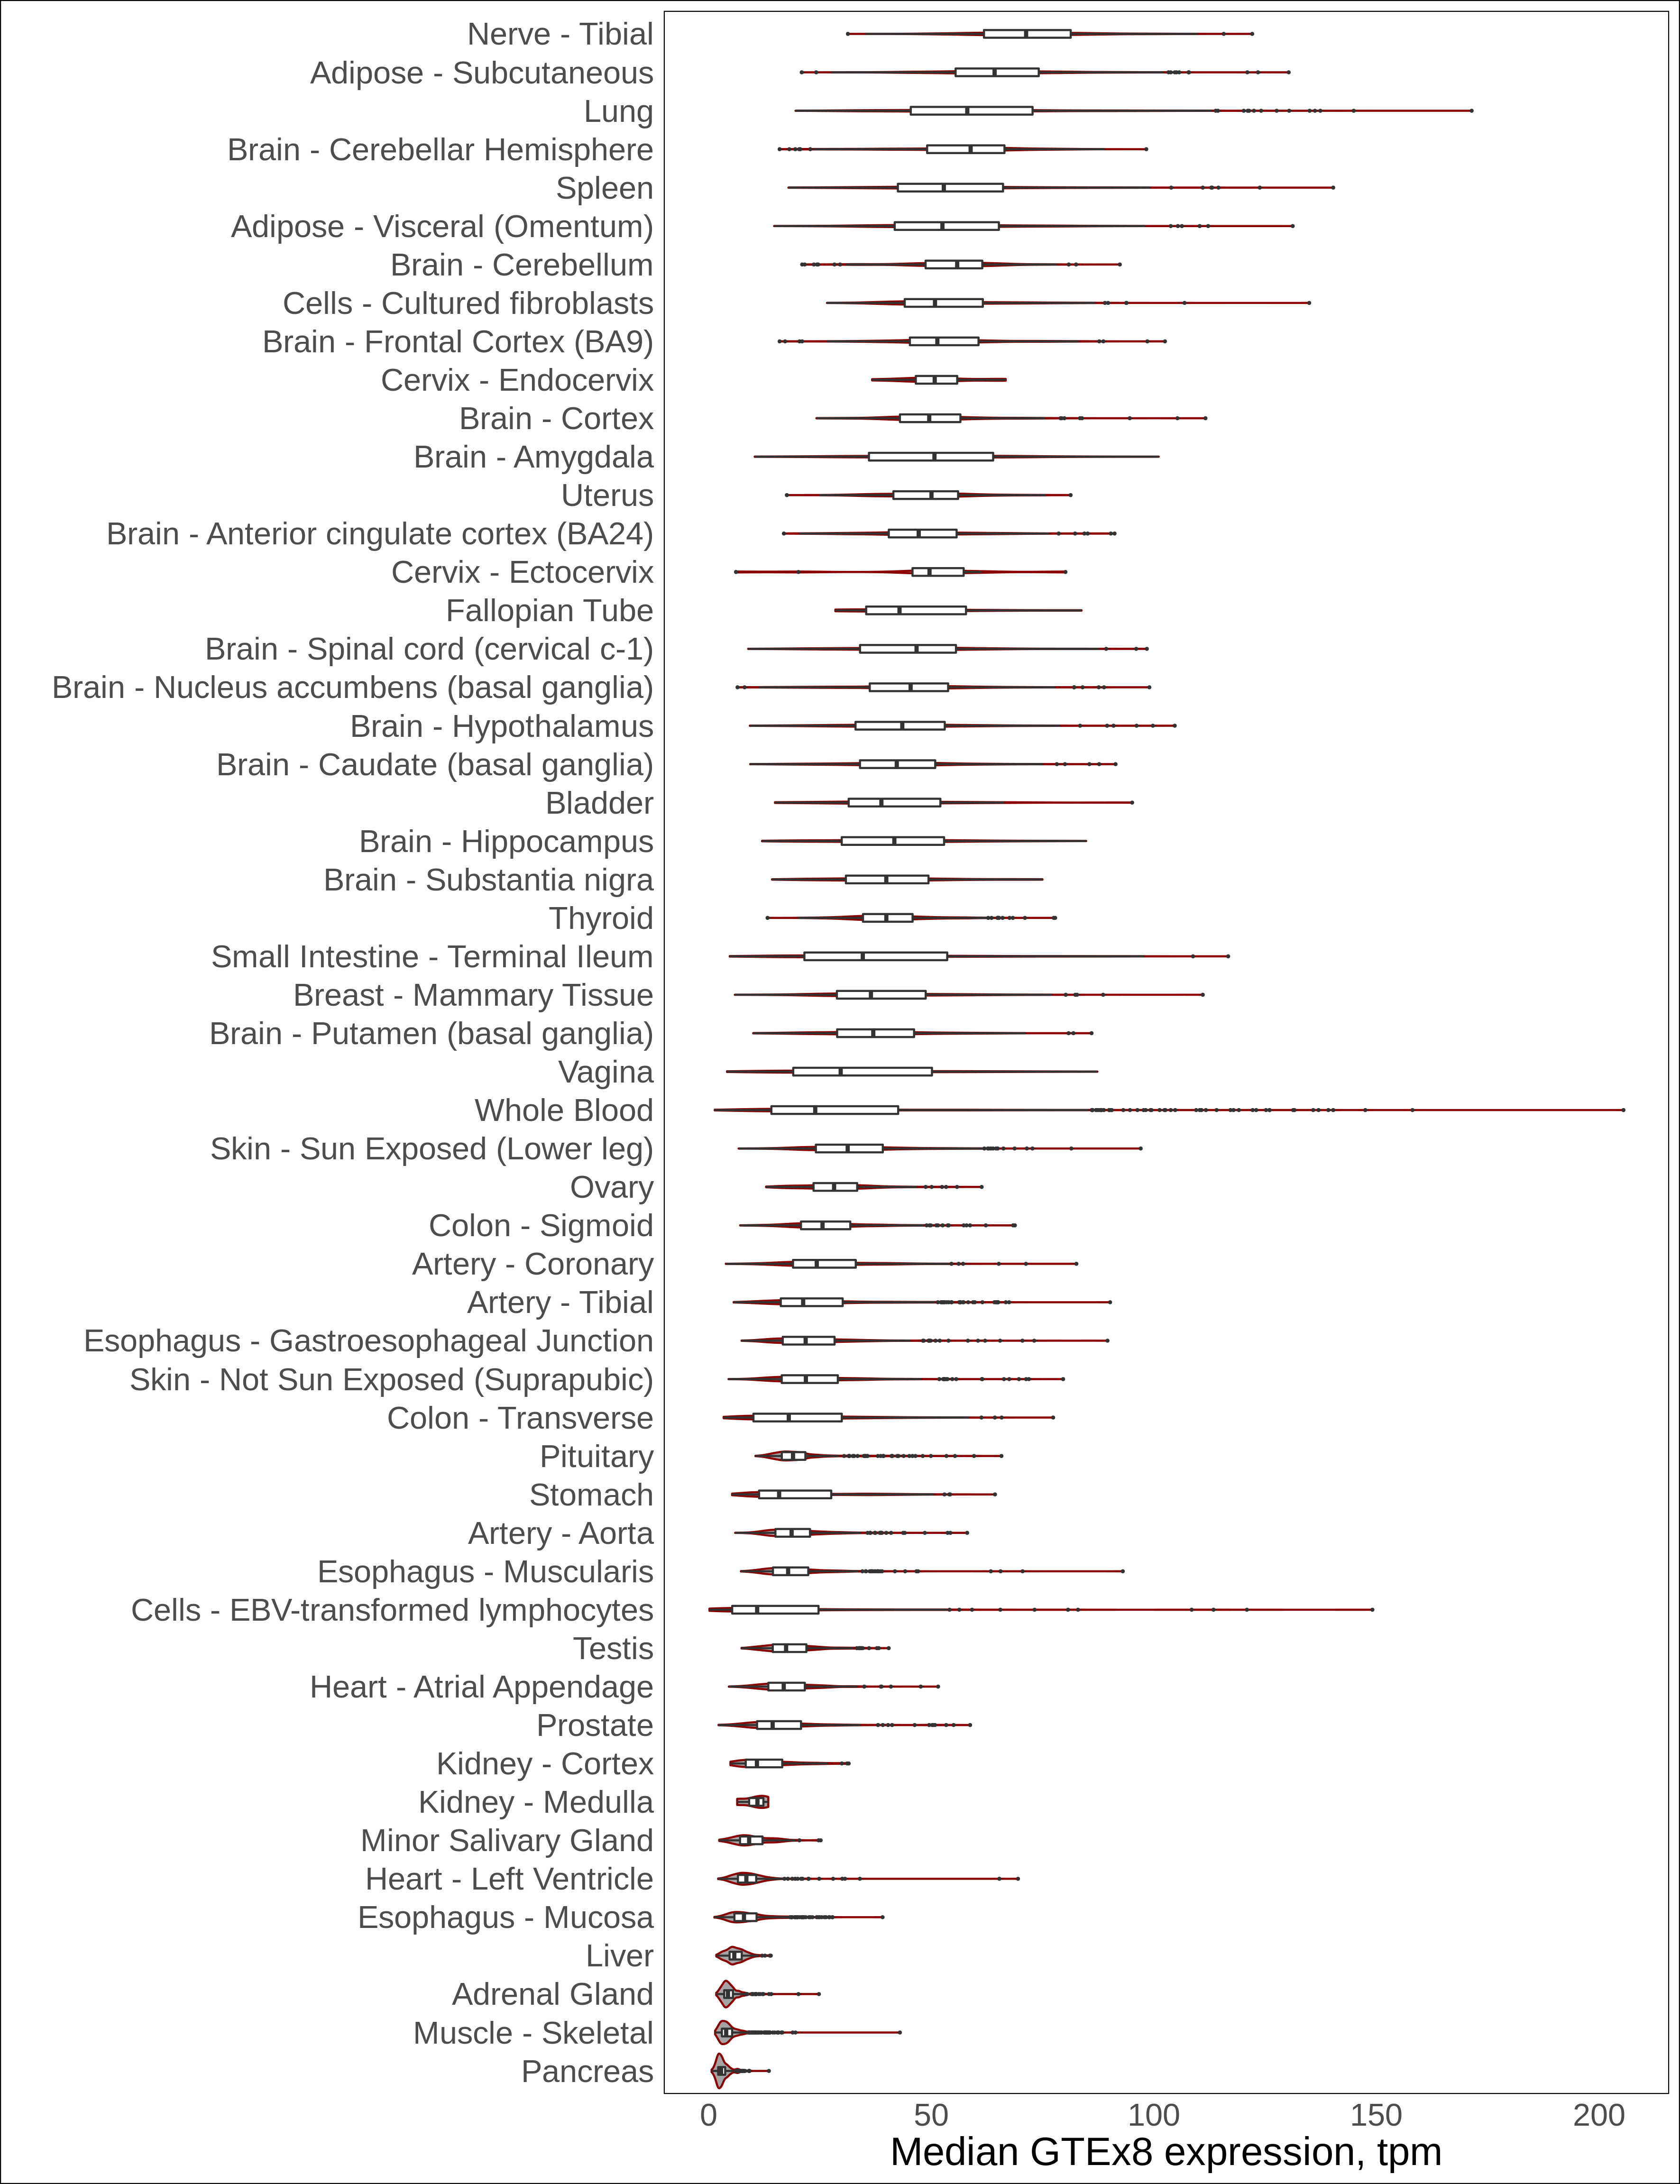 Nerve - Tibial
Adipose - Subcutaneous
Lung
Brain - Cerebellar Hemisphere
Spleen
Adipose - Visceral (Omentum)
Brain - Cerebellum
Cells - Cultured fibroblasts
Brain - Frontal Cortex (BA9)
Cervix - Endocervix
Brain - Cortex
Brain - Amygdala
Uterus
Brain - Anterior cingulate cortex (BA24)
Cervix - Ectocervix
Fallopian Tube
Brain - Spinal cord (cervical c-1)
Brain - Nucleus accumbens (basal ganglia)
Brain - Hypothalamus
Brain - Caudate (basal ganglia)
Bladder
Brain - Hippocampus
Brain - Substantia nigra
Thyroid
Small Intestine - Terminal Ileum
Breast - Mammary Tissue
Brain - Putamen (basal ganglia)
Vagina
Whole Blood
Skin - Sun Exposed (Lower leg)
Ovary
Colon - Sigmoid
Artery - Coronary
Artery - Tibial
Esophagus - Gastroesophageal Junction
Skin - Not Sun Exposed (Suprapubic)
Colon - Transverse
Pituitary
Stomach
Artery - Aorta
Esophagus - Muscularis
Cells - EBV-transformed lymphocytes
Testis
Heart - Atrial Appendage
Prostate
Kidney - Cortex
Kidney - Medulla
Minor Salivary Gland
Heart - Left Ventricle
Esophagus - Mucosa
Liver
Adrenal Gland
Muscle - Skeletal
Pancreas
0 50 100 150 200
Median GTEx8 expression, tpm